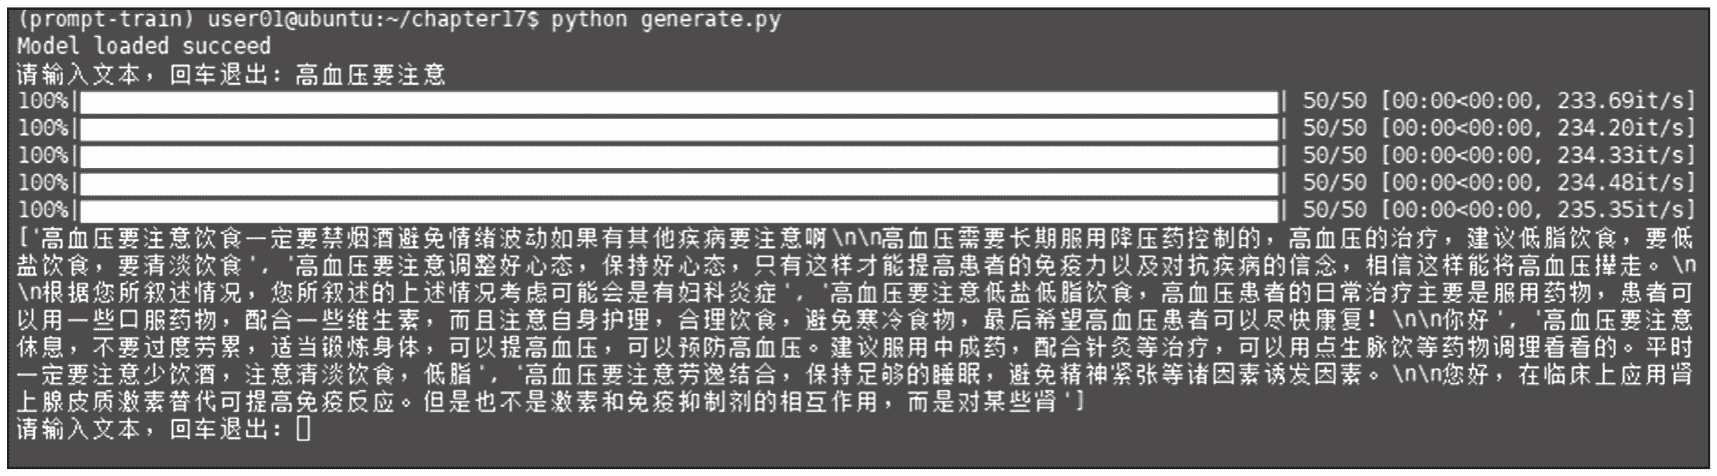 (prompt-train) user01@ubuntu:~/chapter17$ python generate.py
Model loaded succeed
请输入文本，回车退出：高血压要注意
100%| | 50/50 [00:00<00:00, 233.69it/s]
100%| | 50/50 [00:00<00:00, 234.20it/s]
100%| | 50/50 [00:00<00:00, 234.33it/s]
100%| | 50/50 [00:00<00:00, 234.48it/s]
100%| | 50/50 [00:00<00:00, 235.35it/s]
['高血压要注意饮食一定要禁烟酒避免情绪波动如果有其他疾病要注意啊\n\n高血压需要长期服用降压药控制的，高血压的治疗，建议低脂饮食，要低
盐饮食，要清淡饮食', '高血压要注意调整好心态，保持好心态，只有这样才能提高患者的免疫力以及对抗疾病的信念，相信这样能将高血压撵走。\n
\n根据您所叙述情况，您所叙述的上述情况考虑可能会是有妇科炎症', '高血压要注意低盐低脂饮食，高血压患者的日常治疗主要是服用药物，患者可
以用一些口服药物，配合一些维生素，而且注意自身护理，合理饮食，避免寒冷食物，最后希望高血压患者可以尽快康复！\n\n你好', '高血压要注意
休息，不要过度劳累，适当锻炼身体，可以提高血压，可以预防高血压。建议服用中成药，配合针灸等治疗，可以用点生脉饮等药物调理看看的。平时
一定要注意少饮酒，注意清淡饮食，低脂', '高血压要注意劳逸结合，保持足够的睡眠，避免精神紧张等诸因素诱发因素。\n\n您好，在临床上应用肾
上腺皮质激素替代可提高免疫反应。但是也不是激素和免疫抑制剂的相互作用，而是对某些肾']
请输入文本，回车退出：